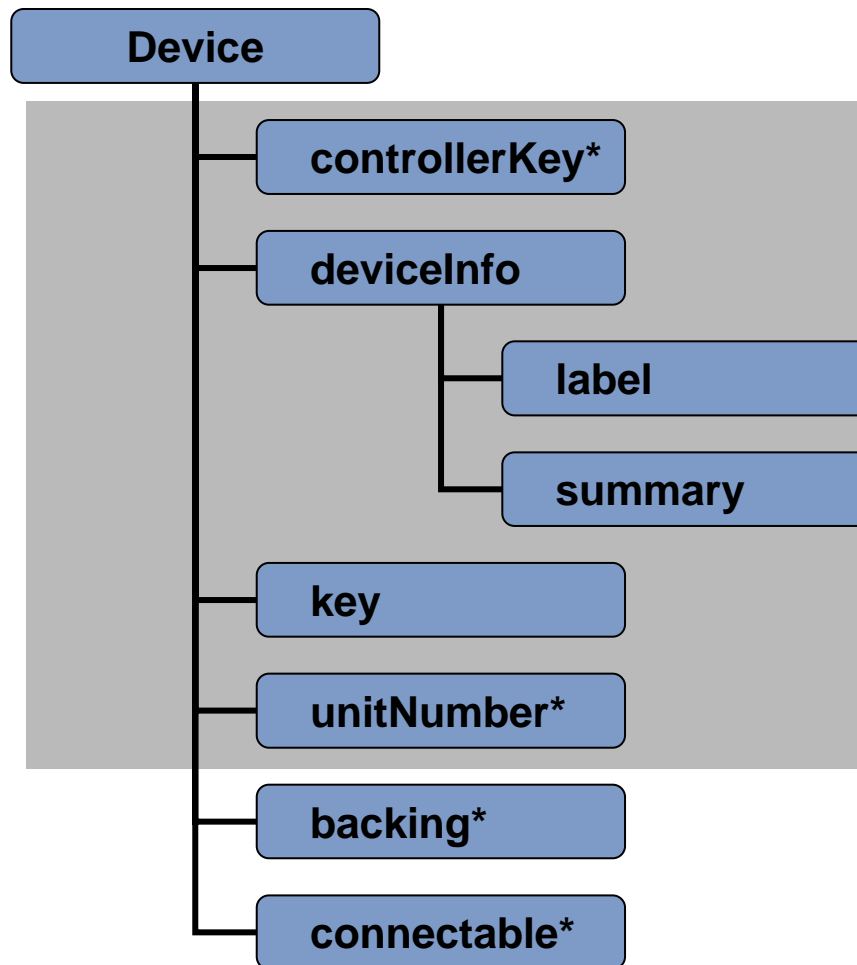 Device
controllerKey*
deviceInfo
label
summary
key
unitNumber*
backing*
connectable*